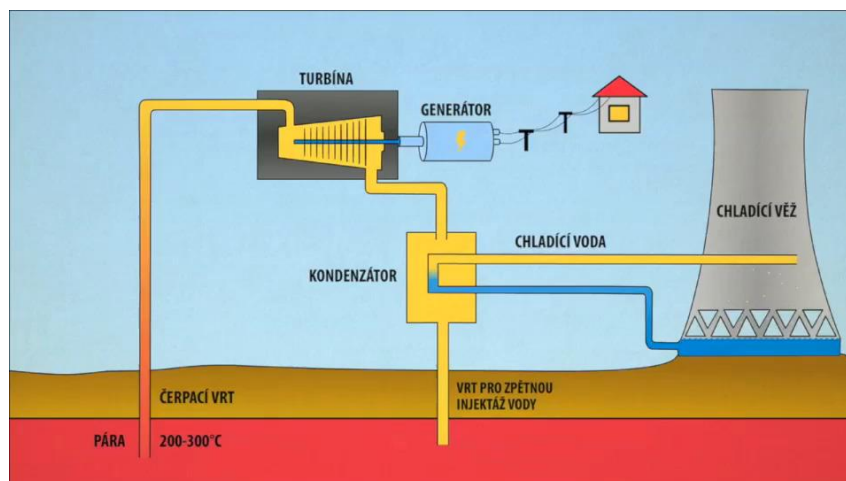 TURBÍNA
GENERÁTOR
CHLADÍCÍ VĚŽ
CHLADÍCÍ VODA
KONDENZÁTOR
ČERPACÍ VRT
VRT PRO ZPĚTNOU
INJEKTÁŽ VODY
PÁRA 200-300°C